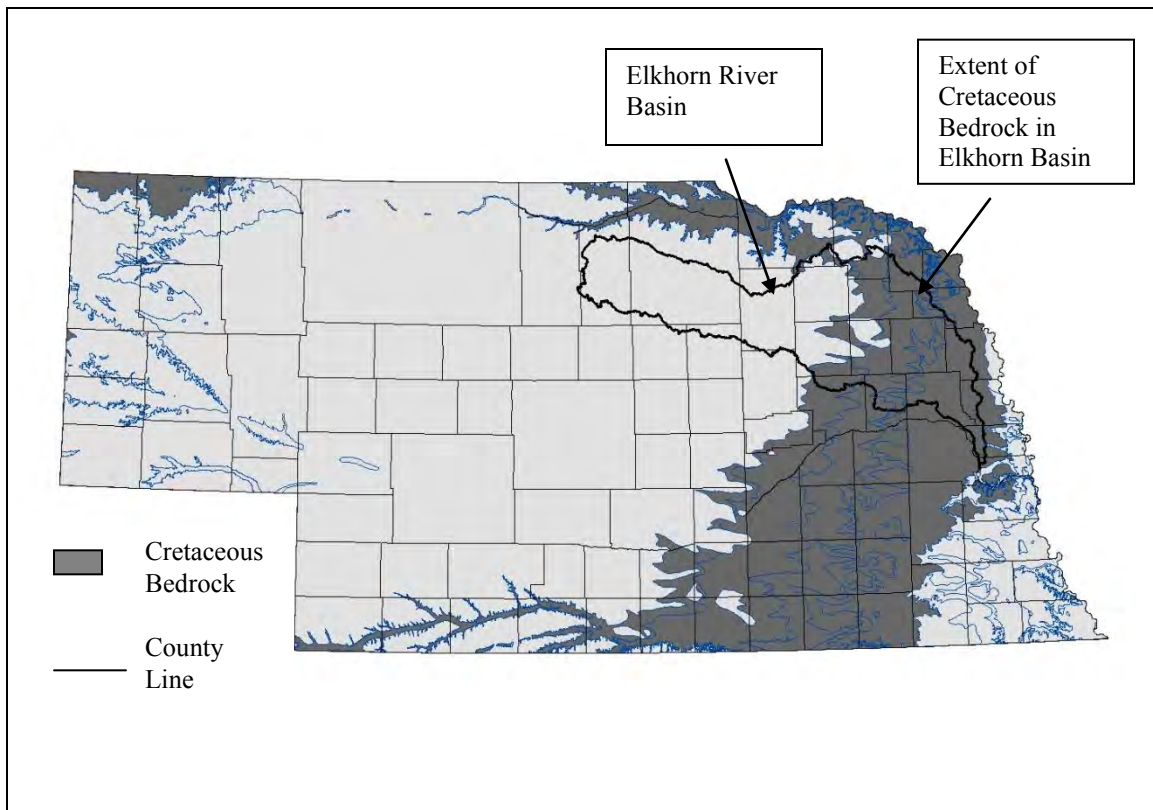 Elkhorn River
Basin
Extent of
Cretaceous
Bedrock in
Elkhorn Basin
Cretaceous
Bedrock
County
Line